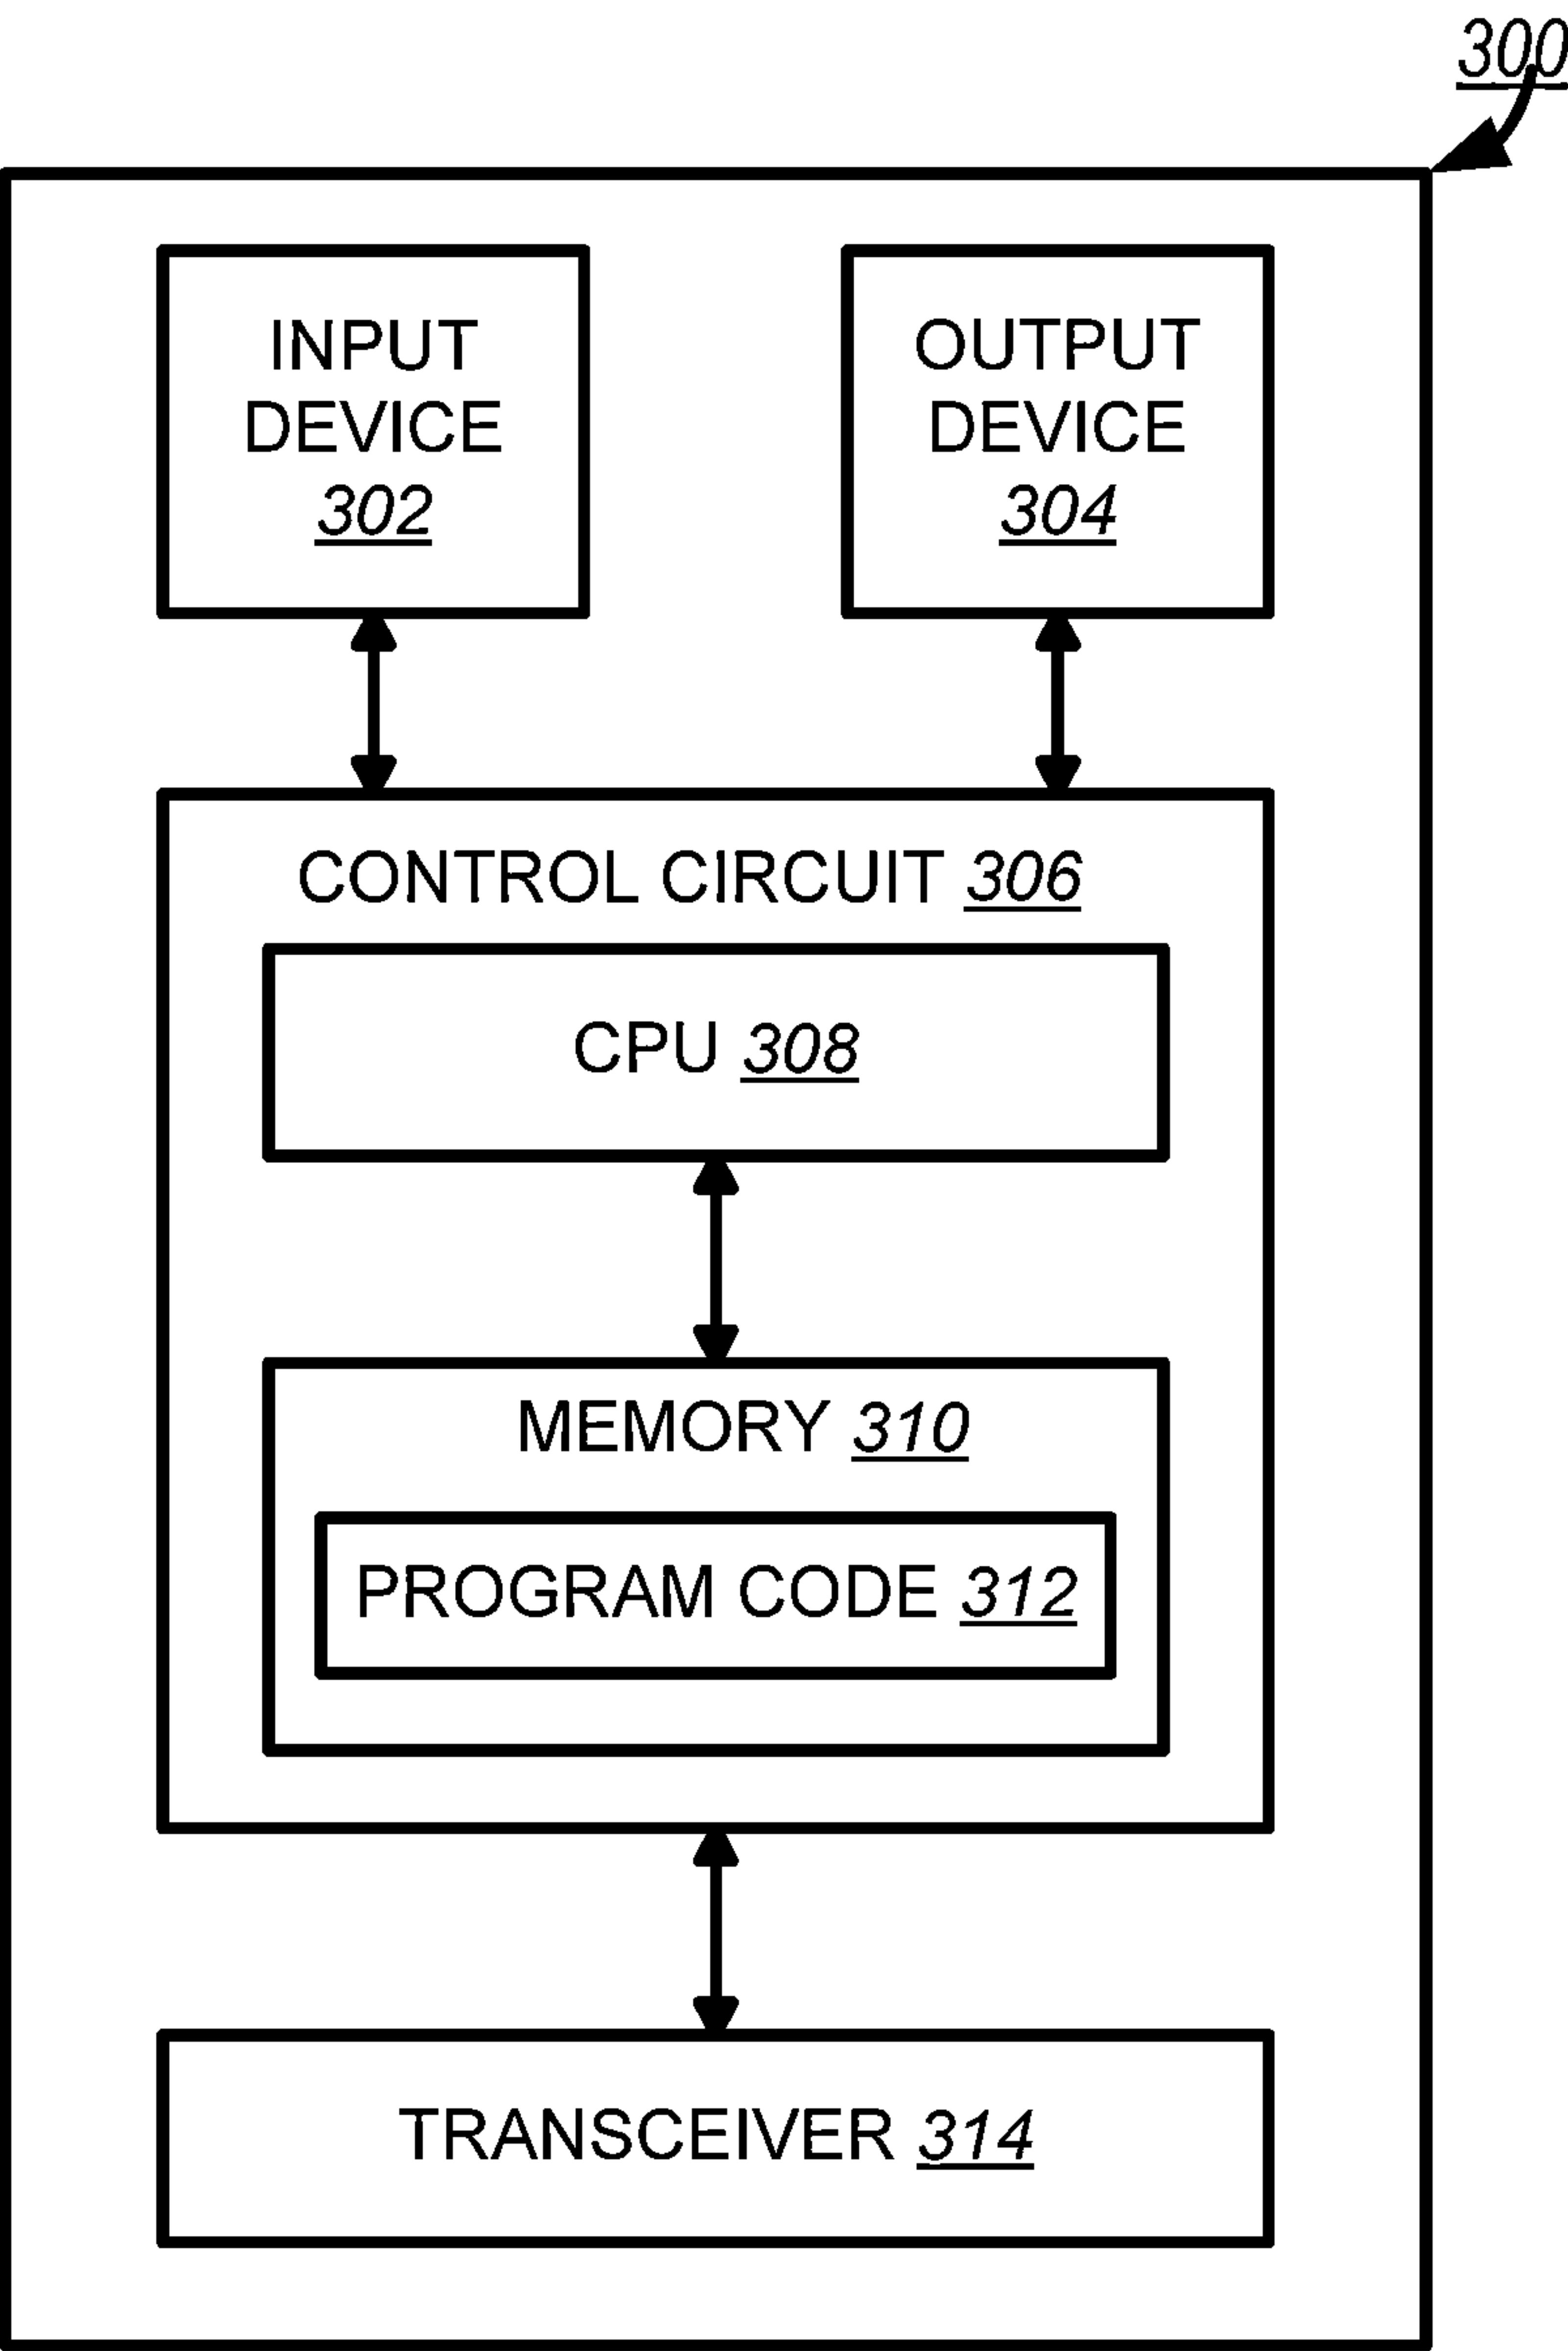 300
INPUT
DEVICE
302
OUTPUT
DEVICE
304
CONTROL CIRCUIT 306
CPU 308
MEMORY 310
PROGRAM CODE 312
TRANSCEIVER 314